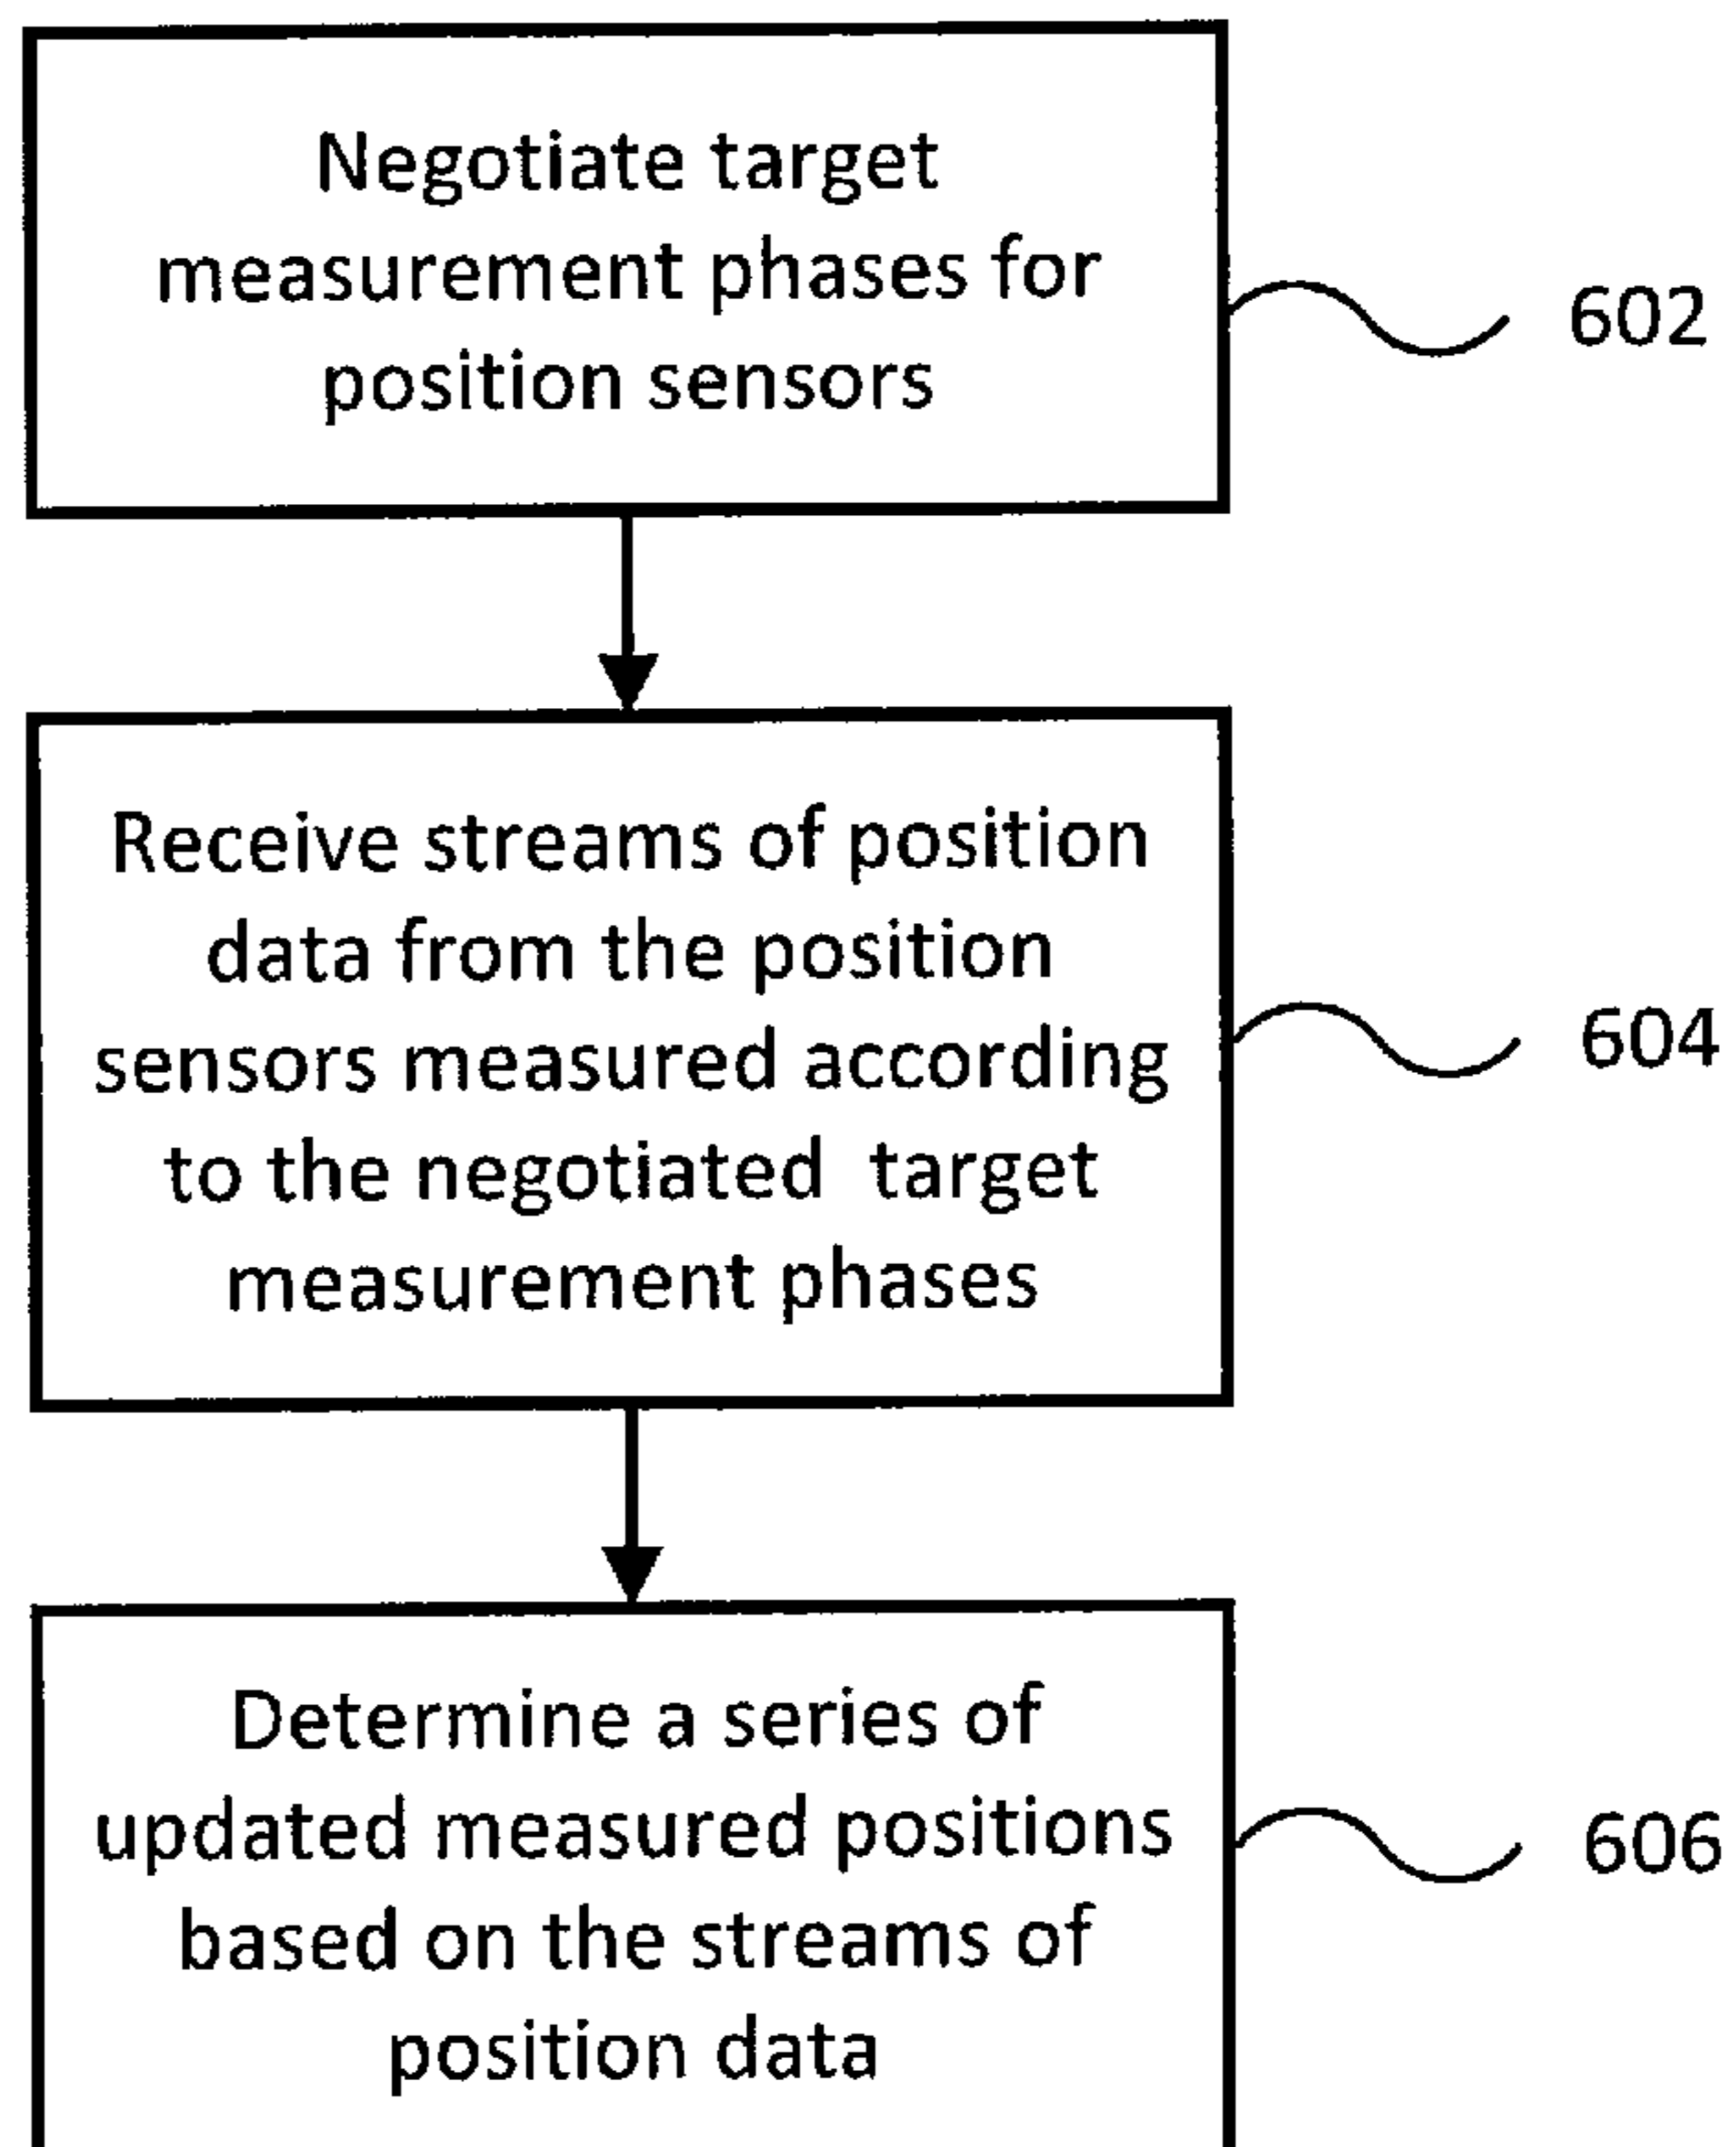 Negotiate target
measurement phases for
position sensors
602
Receive streams of position
data from the position
sensors measured according
to the negotiated target
measurement phases
604
Determine a series of
updated measured positions
based on the streams of
position data
606